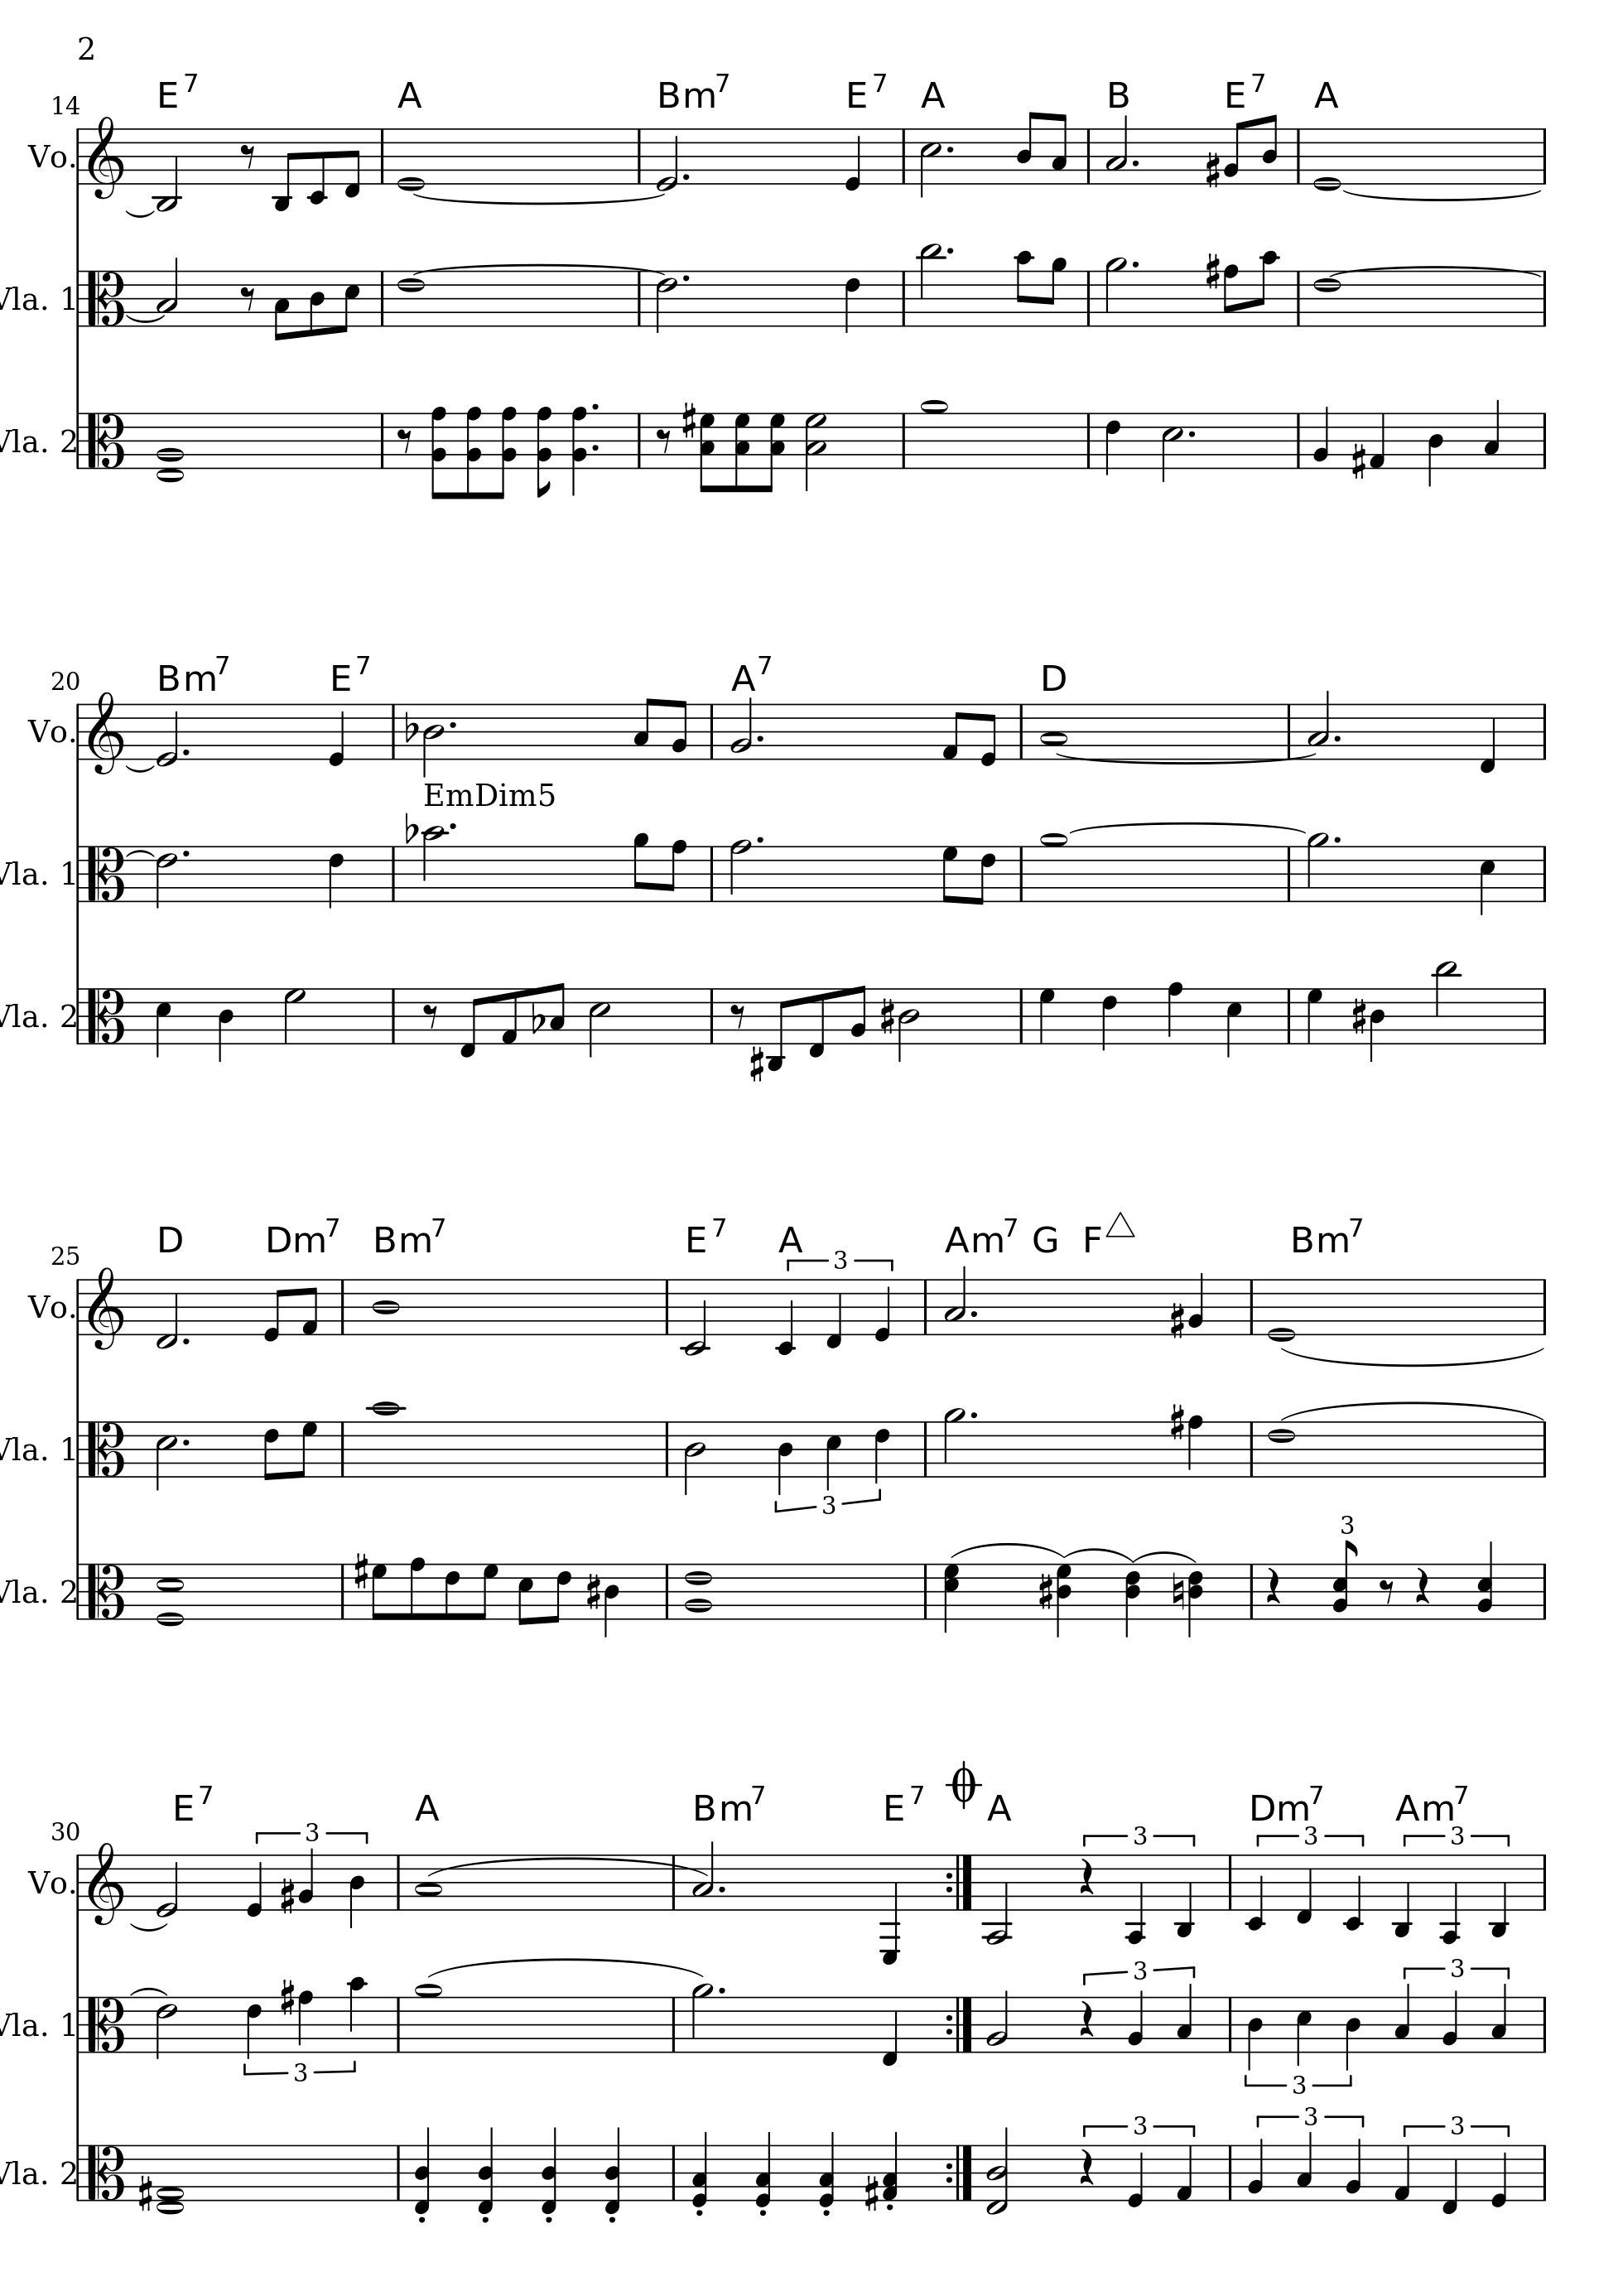 2
E7 A Bm7 E7 A B E7 A
14
Vo.
Vla. 1
Vla. 2
Bm7 E7 A7 D
20
Vo.
EmDim5
Vla. 1
Vla. 2
D Dm7 Bm7 E7 A Am7 G F△ Bm7
25
3
Vo.
Vla. 1
3
3
Vla. 2
E7 A Bm7 E7 A Dm7 Am7
30
3 3 3 3
Vo.
3 3
Vla. 1
3 3
3 3 3
Vla. 2